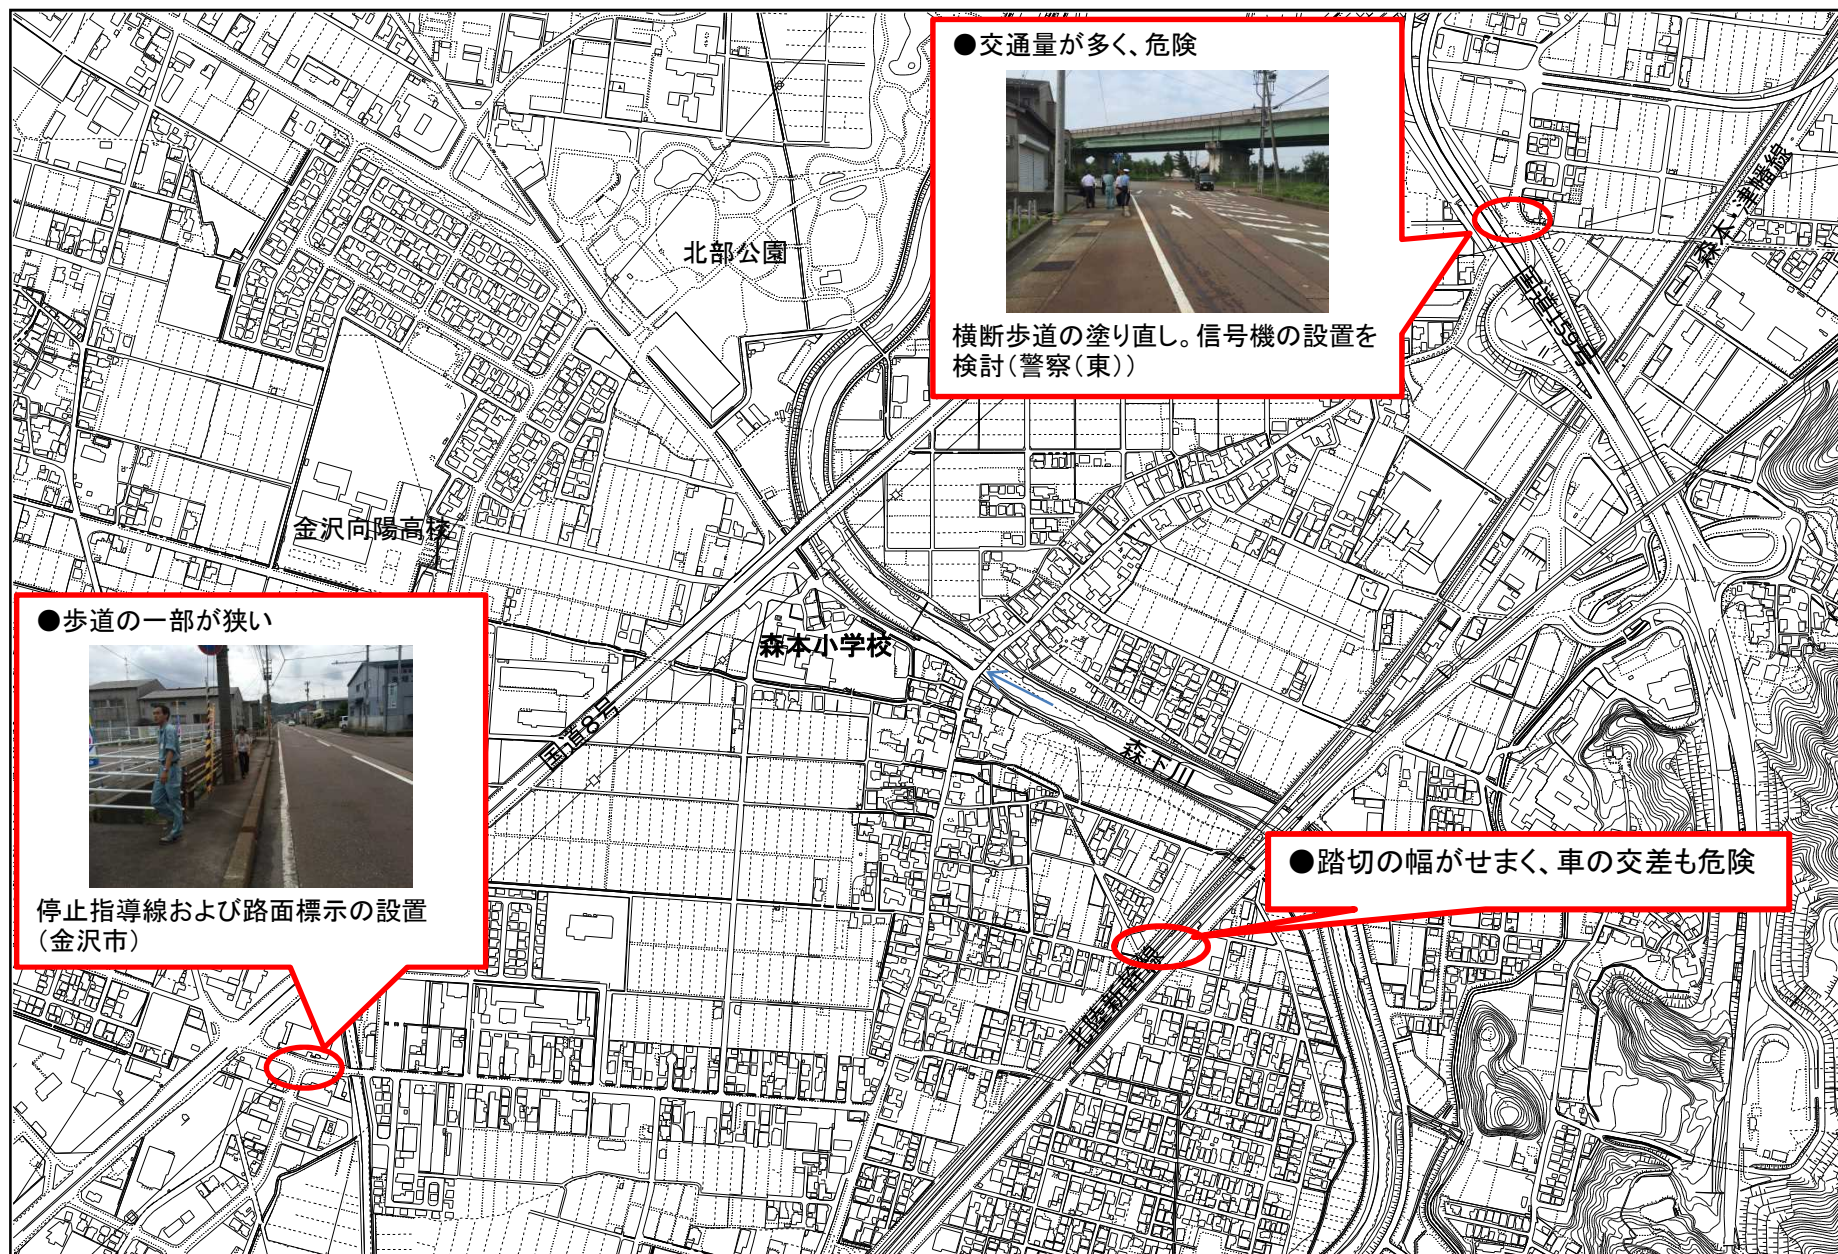 ●交通量が多く、危険
横断歩道の塗り直し。信号機の設置を
検討(警察(東))
森本・津幡線
国道159号
北部公園
金沢向陽高校
●歩道の一部が狭い
停止指導線および路面標示の設置
(金沢市)
森本小学校
国道8号
森下川
●踏切の幅がせまく、車の交差も危険
北陸新幹線